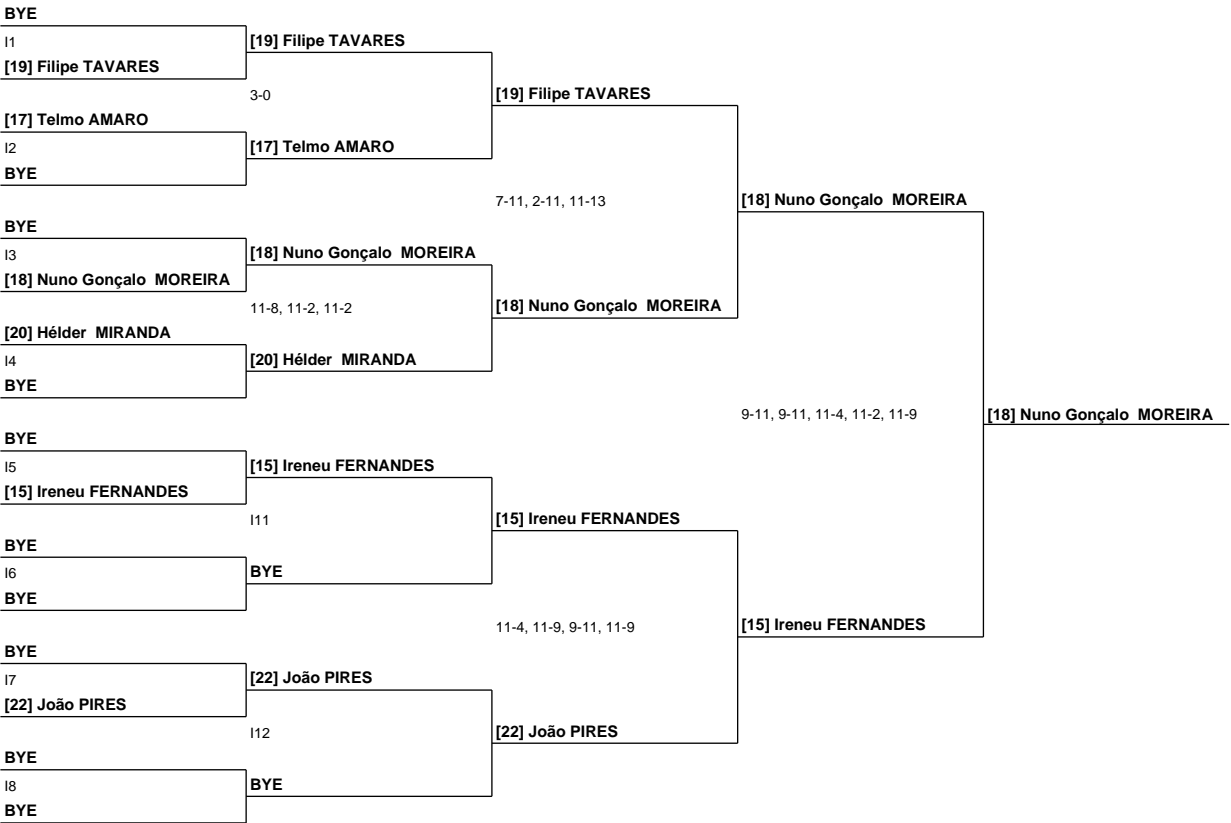 BYE
I1
[19] Filipe TAVARES
[19] Filipe TAVARES
3-0
[19] Filipe TAVARES
[17] Telmo AMARO
I2
[17] Telmo AMARO
BYE
7-11, 2-11, 11-13
[18] Nuno Gonçalo MOREIRA
BYE
I3
[18] Nuno Gonçalo MOREIRA
[18] Nuno Gonçalo MOREIRA
11-8, 11-2, 11-2
[18] Nuno Gonçalo MOREIRA
[20] Hélder MIRANDA
I4
[20] Hélder MIRANDA
BYE
9-11, 9-11, 11-4, 11-2, 11-9
[18] Nuno Gonçalo MOREIRA
BYE
I5
[15] Ireneu FERNANDES
[15] Ireneu FERNANDES
I11
[15] Ireneu FERNANDES
BYE
I6
BYE
BYE
11-4, 11-9, 9-11, 11-9
[15] Ireneu FERNANDES
BYE
I7
[22] João PIRES
[22] João PIRES
I12
[22] João PIRES
BYE
I8
BYE
BYE